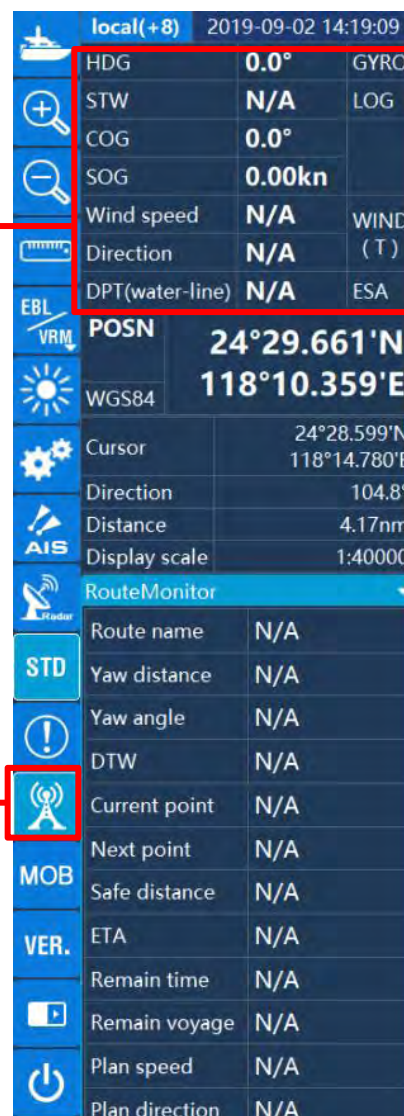 local(+8) 2019-09-02 14:19:09
HDG 0.0° GYRO
STW N/A LOG
COG 0.0°
SOG 0.00kn
Wind speed N/A WIND
Direction N/A (T)
DPT(water-line) N/A ESA
EBL
VRM
POSN 24°29.661'N
WGS84 118°10.359'E
Cursor 24°28.599'N
118°14.780'E
Direction 104.8°
Distance 4.17nm
AIS
Display scale 1:40000
RouteMonitor
Radar
Route name N/A
STD
Yaw distance N/A
Yaw angle N/A
DTW N/A
Current point N/A
Next point N/A
MOB
Safe distance N/A
VER.
ETA N/A
Remain time N/A
Remain voyage N/A
Plan speed N/A
Plan direction N/A